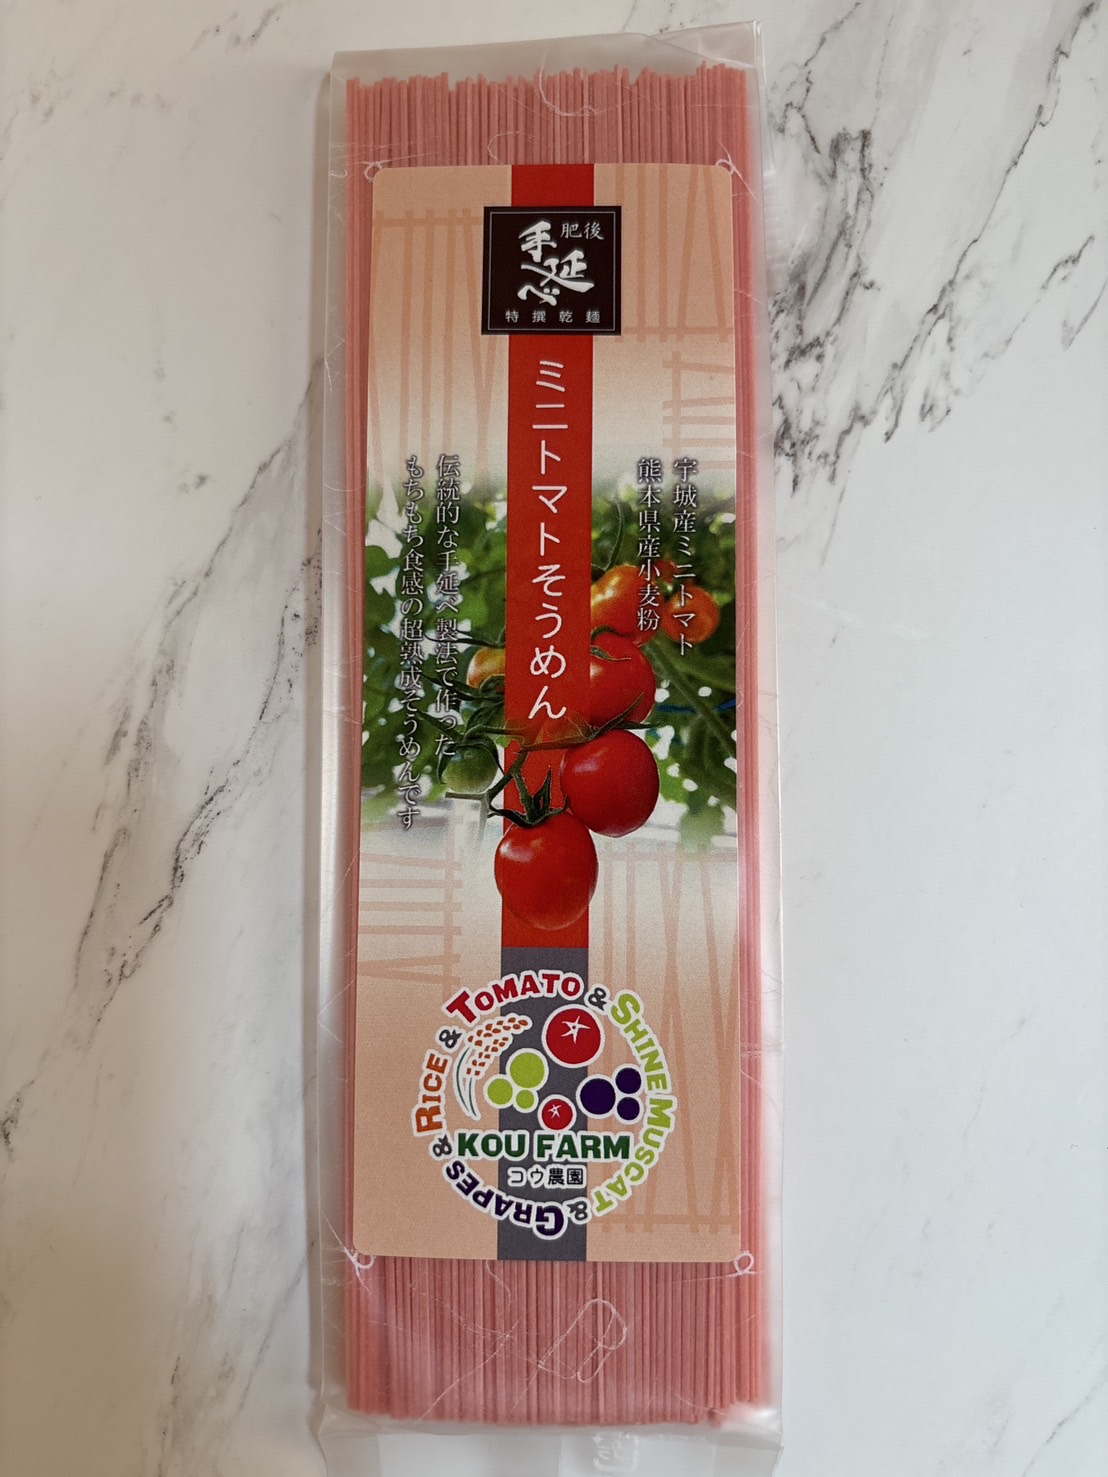 肥後
手延べ
特撰乾麺
ミニトマトそうめん
宇城産ミニトマト
熊本県産小麦粉
伝統的な手延べ製法で作った
もちもち食感の超熟成そうめんです
RICE & TOMATO & SHINE MUSCAT & GRAPES &
KOU FARM
コウ農園